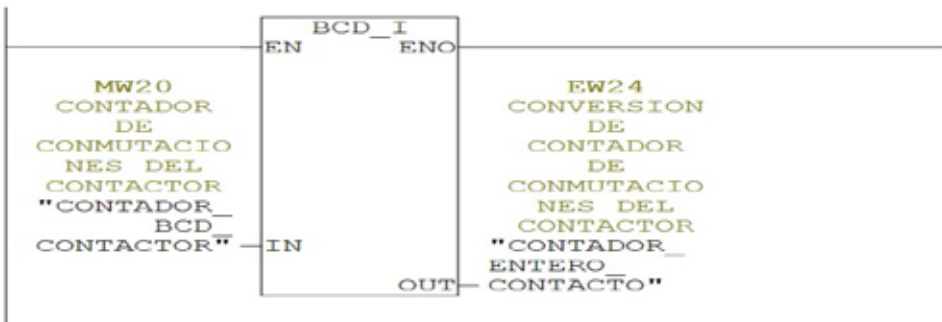 BCD_I
EN ENO
MW20
CONTADOR
DE
CONMUTACIO
NES DEL
CONTACTOR
"CONTADOR_
BCD_
CONTACTOR"
IN
EW24
CONVERSION
DE
CONTADOR
DE
CONMUTACIO
NES DEL
CONTACTOR
"CONTADOR_
ENTERO_
CONTACTO"
OUT